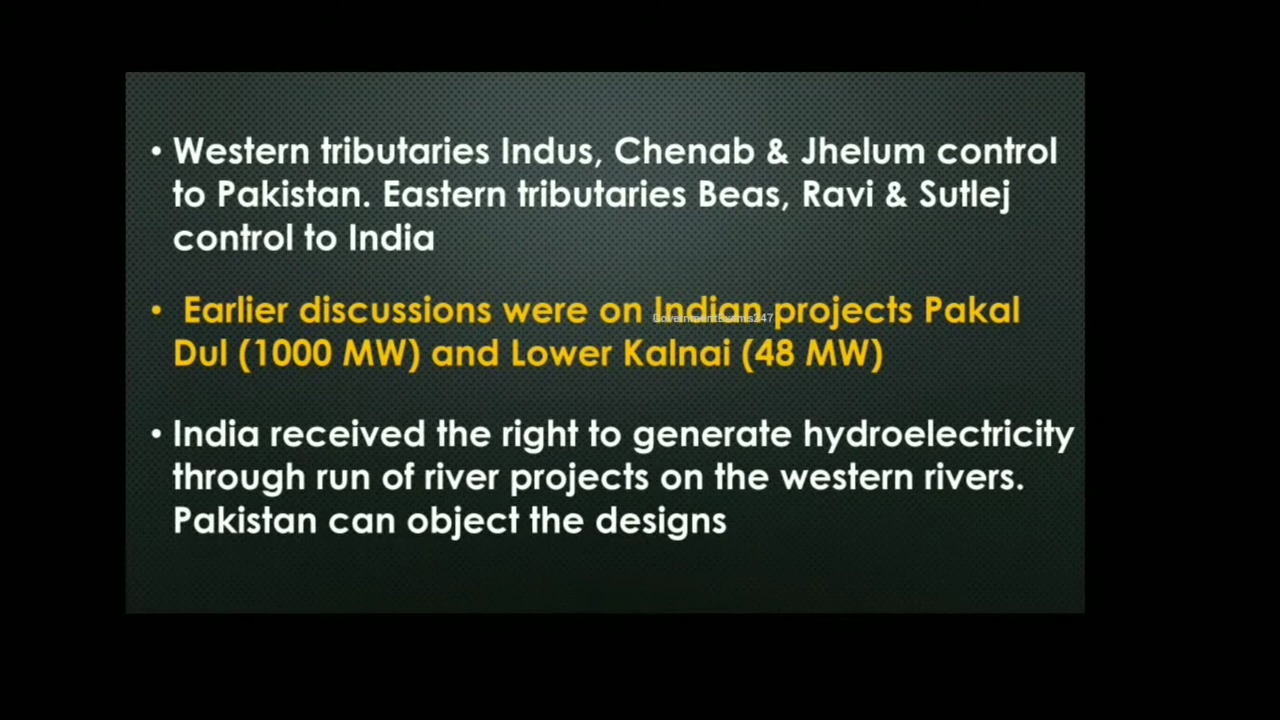 • Western tributaries Indus, Chenab & Jhelum control
to Pakistan. Eastern tributaries Beas, Ravi & Sutlej
control to India
• Earlier discussions were on Indian projects Pakal
GovernmentExams247
Dul (1000 MW) and Lower Kalnai (48 MW)
• India received the right to generate hydroelectricity
through run of river projects on the western rivers.
Pakistan can object the designs